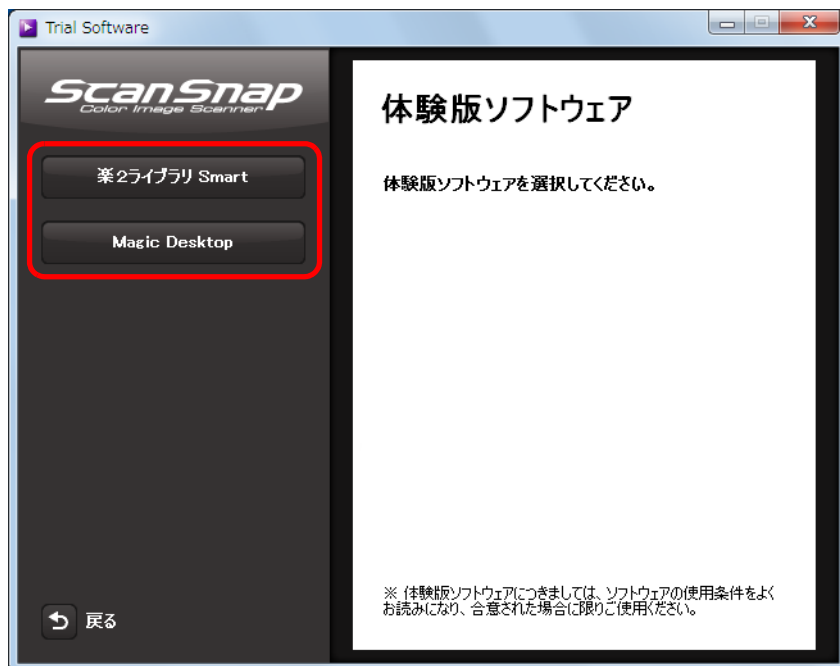 Trial Software
ScanSnap
Color Image Scanner
楽2ライブラリ Smart
Magic Desktop
戻る
体験版ソフトウェア
体験版ソフトウェアを選択してください。
※ 体験版ソフトウェアにつきましては、ソフトウェアの使用条件をよく
お読みになり、合意された場合に限りご使用ください。